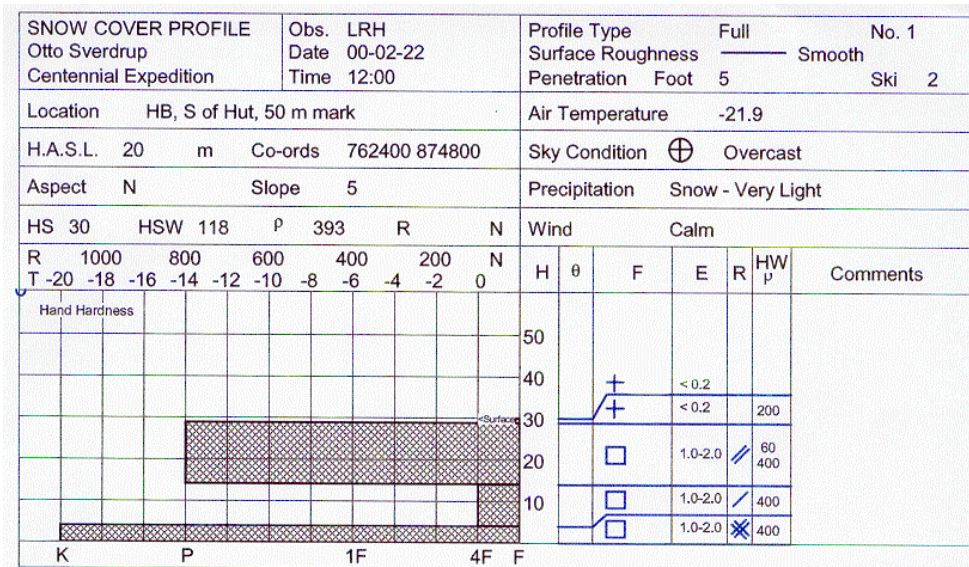 SNOW COVER PROFILE Obs. LRH Profile Type Full No. 1
Otto Sverdrup Date 00-02-22 Surface Roughness Smooth
Centennial Expedition Time 12:00 Penetration Foot 5 Ski 2
Location HB, S of Hut, 50 m mark Air Temperature -21.9
H.A.S.L. 20 m Co-ords 762400 874800 Sky Condition ⊕ Overcast
Aspect N Slope 5 Precipitation Snow - Very Light
HS 30 HSW 118 ρ 393 R N Wind Calm
R 1000 800 600 400 200 N H θ F E R HW Comments
T -20 -18 -16 -14 -12 -10 -8 -6 -4 -2 0 ρ
Hand Hardness
50
40 + < 0.2
<Surface 30 + < 0.2 200
20 □ 1.0-2.0 60
400
10 □ 1.0-2.0 / 400
□ 1.0-2.0 400
K P 1F 4F F